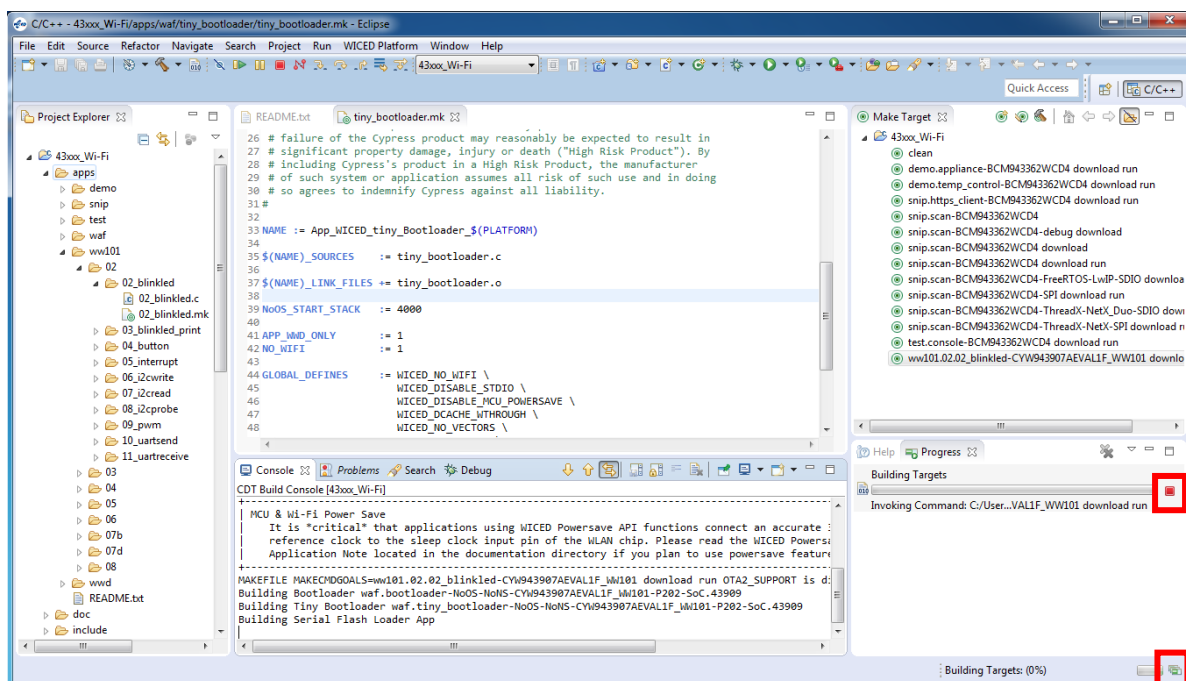 C/C++ - 43xxx_Wi-Fi/apps/waf/tiny_bootloader/tiny_bootloader.mk - Eclipse
File Edit Source Refactor Navigate Search Project Run WICED Platform Window Help
43xxx_Wi-Fi
Quick Access
C/C++
Project Explorer
43xxx_Wi-Fi
apps
demo
snip
test
waf
ww101
02
02_blinkled
02_blinkled.c
02_blinkled.mk
03_blinkled_print
04_button
05_interrupt
06_i2cwrite
07_i2cread
08_i2cprobe
09_pwm
10_uartsend
11_uartreceive
03
04
05
06
07b
07d
08
wwd
README.txt
doc
include
README.txt
tiny_bootloader.mk
26 # failure of the Cypress product may reasonably be expected to result in
27 # significant property damage, injury or death ("High Risk Product"). By
28 # including Cypress's product in a High Risk Product, the manufacturer
29 # of such system or application assumes all risk of such use and in doing
30 # so agrees to indemnify Cypress against all liability.
31 #
32
33 NAME := App_WICED_tiny_Bootloader_$(PLATFORM)
34
35 $(NAME)_SOURCES := tiny_bootloader.c
36
37 $(NAME)_LINK_FILES += tiny_bootloader.o
38
39 NoOS_START_STACK := 4000
40
41 APP_WWD_ONLY := 1
42 NO_WIFI := 1
43
44 GLOBAL_DEFINES := WICED_NO_WIFI \
45 WICED_DISABLE_STDIO \
46 WICED_DISABLE_MCU_POWERSAVE \
47 WICED_DCACHE_WTHROUGH \
48 WICED_NO_VECTORS \
Console Problems Search Debug
CDT Build Console [43xxx_Wi-Fi]
| MCU & Wi-Fi Power Save
| It is *critical* that applications using WICED Powersave API functions connect an accurate
| reference clock to the sleep clock input pin of the WLAN chip. Please read the WICED Powersa
| Application Note located in the documentation directory if you plan to use powersave feature
MAKEFILE MAKECMDGOALS=ww101.02.02_blinkled-CYW943907AEVAL1F_WW101 download run OTA2_SUPPORT is di
Building Bootloader waf.bootloader-NoOS-NoNS-CYW943907AEVAL1F_WW101-P202-SoC.43909
Building Tiny Bootloader waf.tiny_bootloader-NoOS-NoNS-CYW943907AEVAL1F_WW101-P202-SoC.43909
Building Serial Flash Loader App
Make Target
43xxx_Wi-Fi
clean
demo.appliance-BCM943362WCD4 download run
demo.temp_control-BCM943362WCD4 download run
snip.https_client-BCM943362WCD4 download run
snip.scan-BCM943362WCD4
snip.scan-BCM943362WCD4-debug download
snip.scan-BCM943362WCD4 download
snip.scan-BCM943362WCD4 download run
snip.scan-BCM943362WCD4-FreeRTOS-LwIP-SDIO downloa
snip.scan-BCM943362WCD4-SPI download run
snip.scan-BCM943362WCD4-ThreadX-NetX_Duo-SDIO dow
snip.scan-BCM943362WCD4-ThreadX-NetX-SPI download r
test.console-BCM943362WCD4 download run
ww101.02.02_blinkled-CYW943907AEVAL1F_WW101 downlo
Help Progress
Building Targets
Invoking Command: C:/User...VAL1F_WW101 download run
Building Targets: (0%)